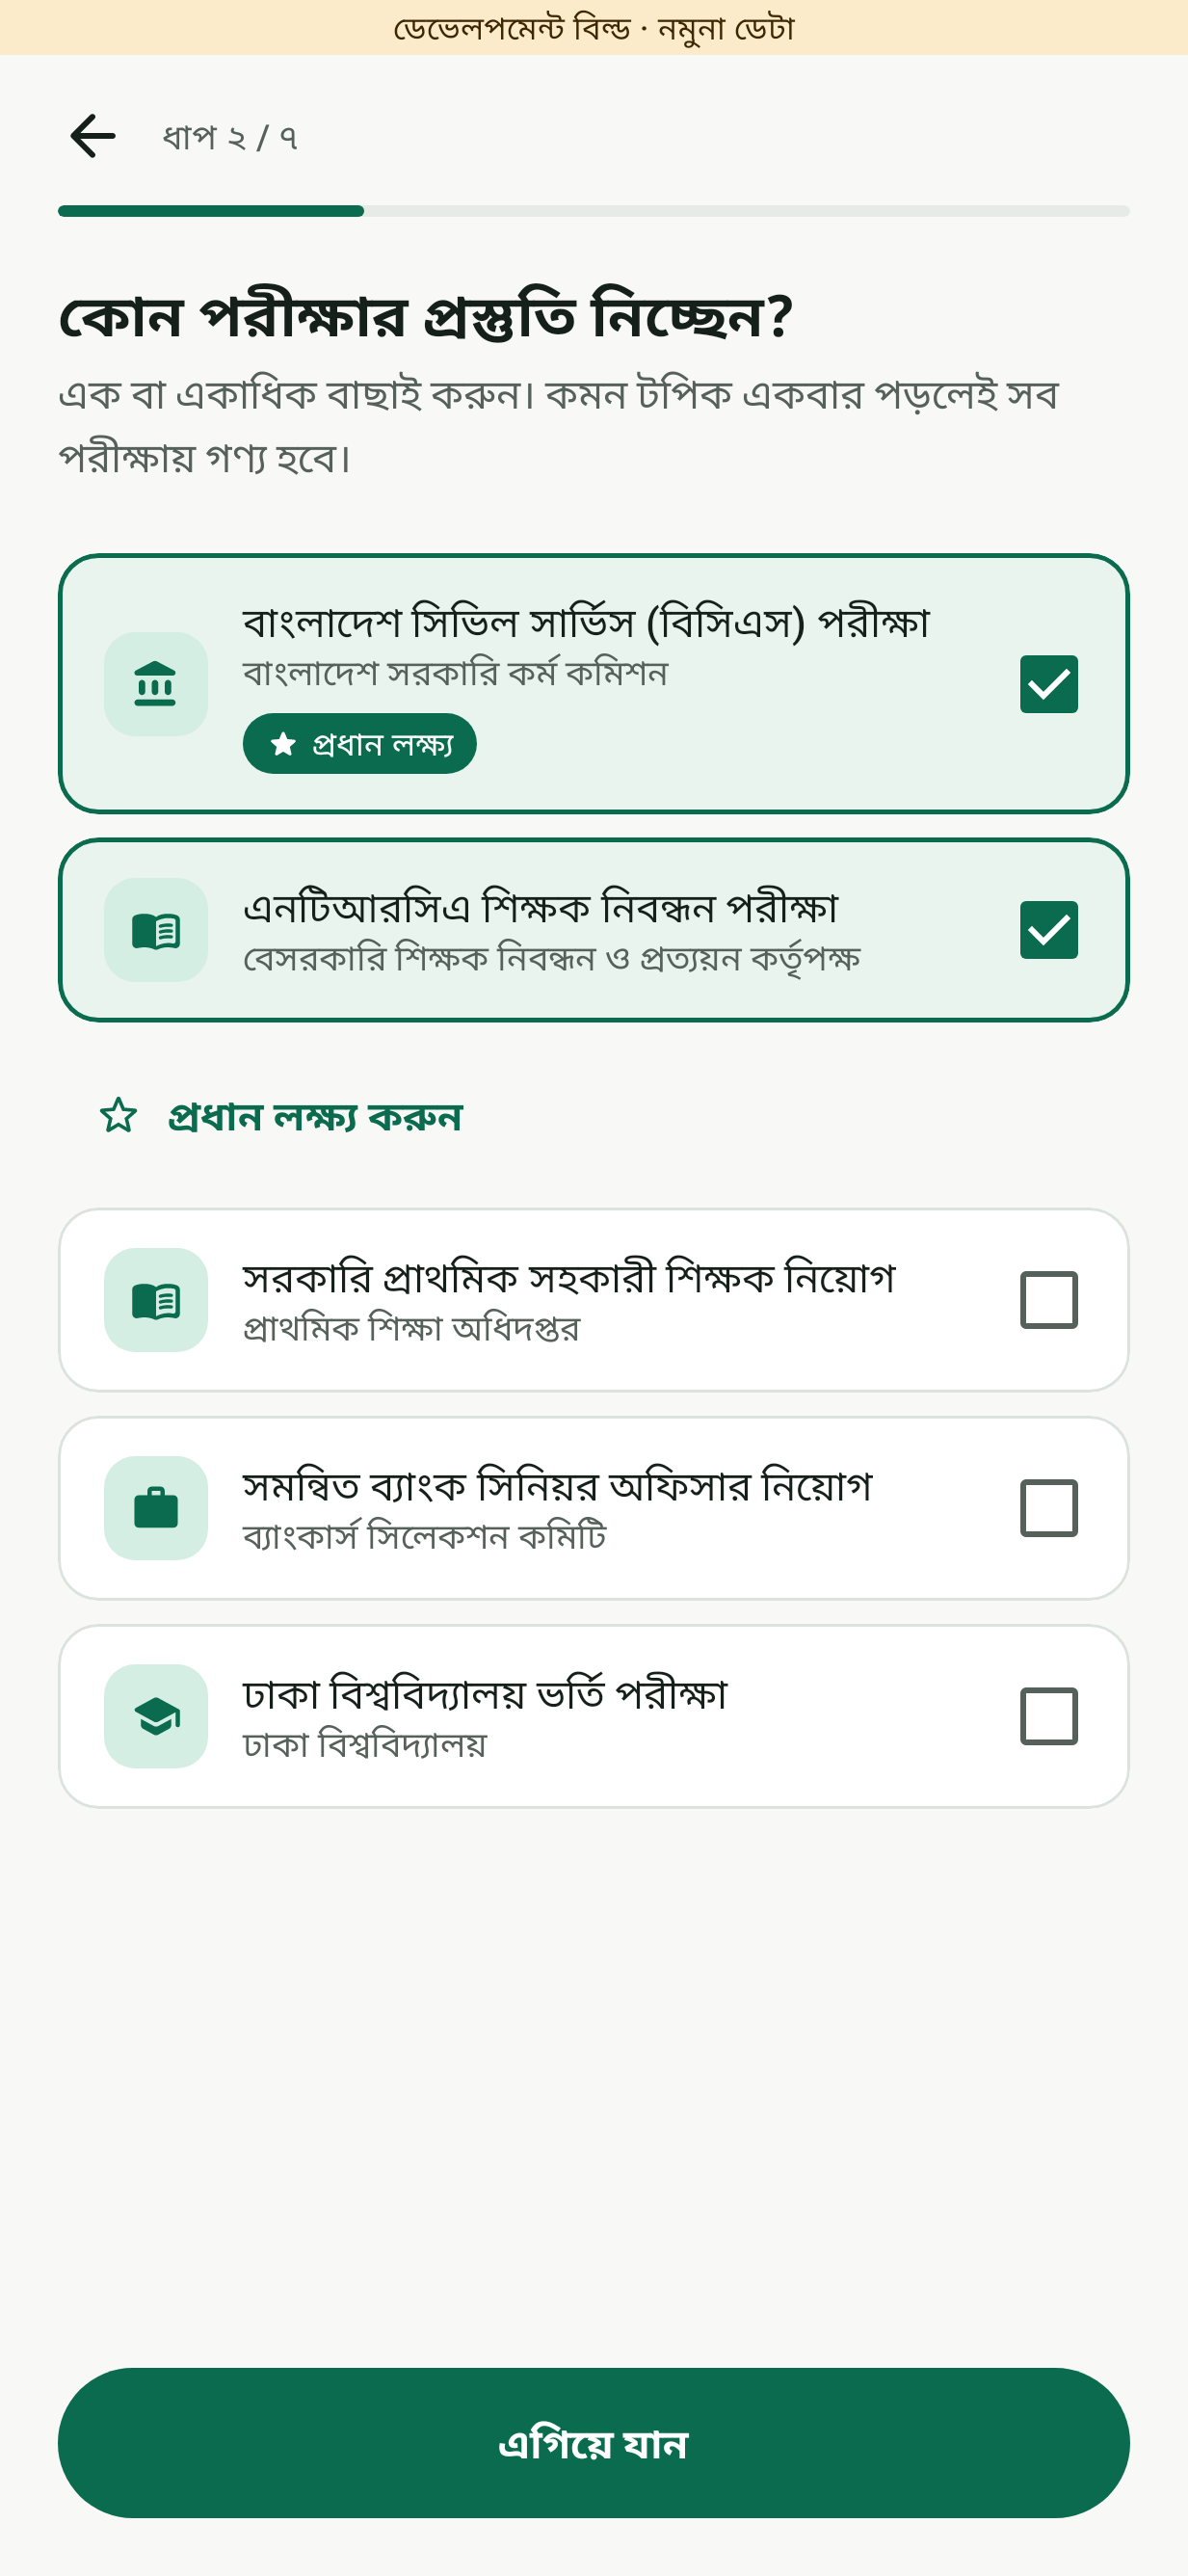 ডেভেলপমেন্ট বিল্ড · নমুনা ডেটা
ধাপ ২ / ৭
কোন পরীক্ষার প্রস্তুতি নিচ্ছেন?
এক বা একাধিক বাছাই করুন। কমন টপিক একবার পড়লেই সব
পরীক্ষায় গণ্য হবে।
বাংলাদেশ সিভিল সার্ভিস (বিসিএস) পরীক্ষা
বাংলাদেশ সরকারি কর্ম কমিশন
প্রধান লক্ষ্য
এনটিআরসিএ শিক্ষক নিবন্ধন পরীক্ষা
বেসরকারি শিক্ষক নিবন্ধন ও প্রত্যয়ন কর্তৃপক্ষ
প্রধান লক্ষ্য করুন
সরকারি প্রাথমিক সহকারী শিক্ষক নিয়োগ
প্রাথমিক শিক্ষা অধিদপ্তর
সমন্বিত ব্যাংক সিনিয়র অফিসার নিয়োগ
ব্যাংকার্স সিলেকশন কমিটি
ঢাকা বিশ্ববিদ্যালয় ভর্তি পরীক্ষা
ঢাকা বিশ্ববিদ্যালয়
এগিয়ে যান